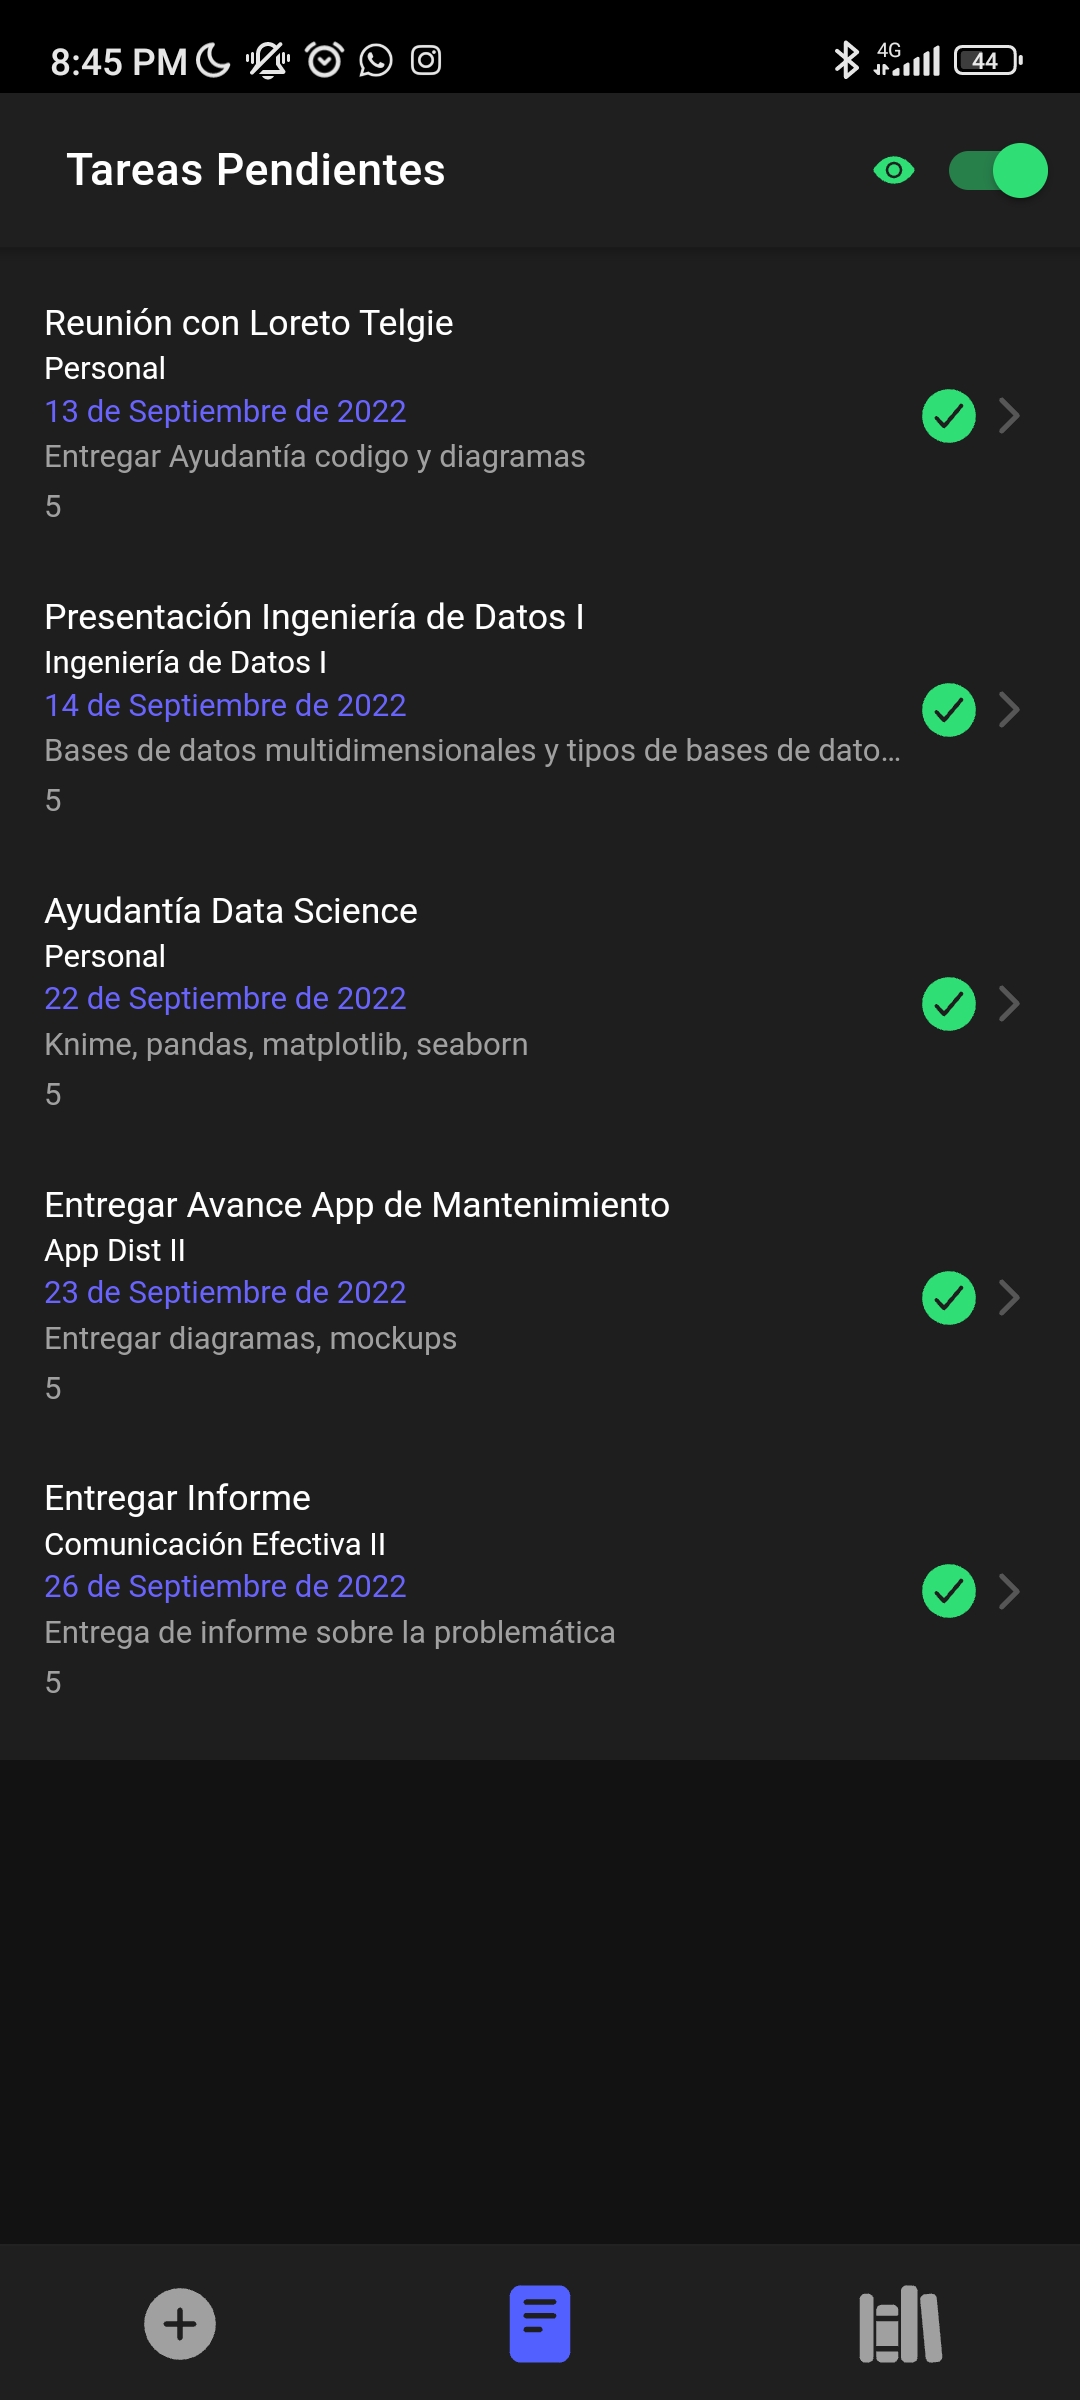 8:45 PM 4G 44
Tareas Pendientes
Reunión con Loreto Telgie
Personal
13 de Septiembre de 2022
Entregar Ayudantía codigo y diagramas
5
Presentación Ingeniería de Datos I
Ingeniería de Datos I
14 de Septiembre de 2022
Bases de datos multidimensionales y tipos de bases de dato...
5
Ayudantía Data Science
Personal
22 de Septiembre de 2022
Knime, pandas, matplotlib, seaborn
5
Entregar Avance App de Mantenimiento
App Dist II
23 de Septiembre de 2022
Entregar diagramas, mockups
5
Entregar Informe
Comunicación Efectiva II
26 de Septiembre de 2022
Entrega de informe sobre la problemática
5